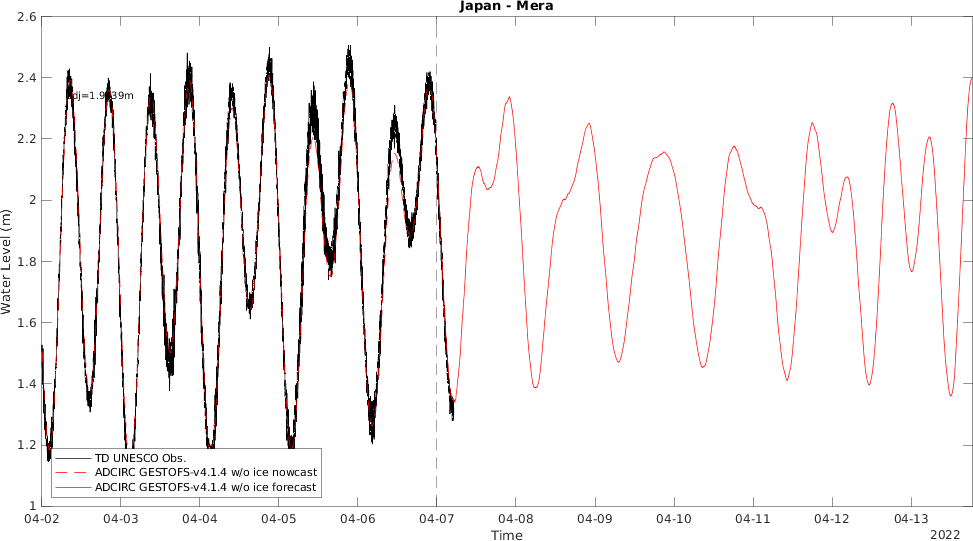 Japan - Mera
2.6
2.4
2.2
2
1.8
1.6
1.4
1.2
1
Water Level (m)
TD UNESCO Obs.
ADCIRC GESTOFS-v4.1.4 w/o ice nowcast
ADCIRC GESTOFS-v4.1.4 w/o ice forecast
04-02 04-03 04-04 04-05 04-06 04-07 04-08 04-09 04-10 04-11 04-12 04-13
Time
2022